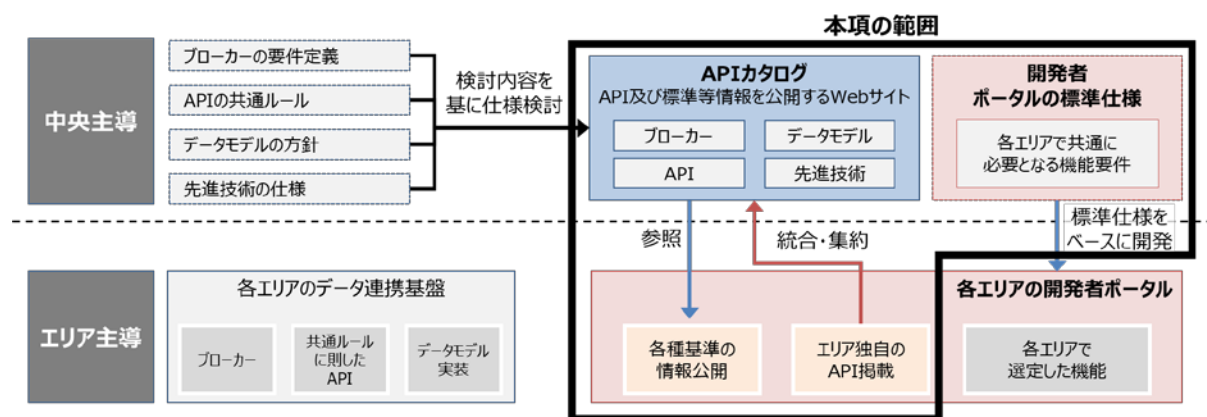 本項の範囲
中央主導
ブローカーの要件定義
APIの共通ルール
データモデルの方針
先進技術の仕様
検討内容を
基に仕様検討
APIカタログ
API及び標準等情報を公開するWebサイト
ブローカー
データモデル
API
先進技術
開発者
ポータルの標準仕様
各エリアで共通に
必要となる機能要件
参照
統合・集約
標準仕様を
ベースに開発
エリア主導
各エリアのデータ連携基盤
ブローカー
共通ルール
に則した
API
データモデル
実装
各エリアの開発者ポータル
各種基準の
情報公開
エリア独自の
API掲載
各エリアで
選定した機能